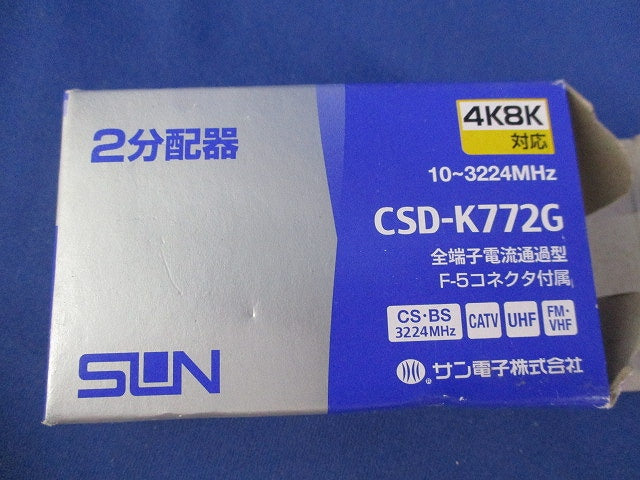 2分配器
4K8K
対応
10~3224MHz
CSD-K772G
全端子電流通過型
F-5コネクタ付属
CS・BS
3224MHz
CATV
UHF
FM・
VHF
SUN
® サン電子株式会社